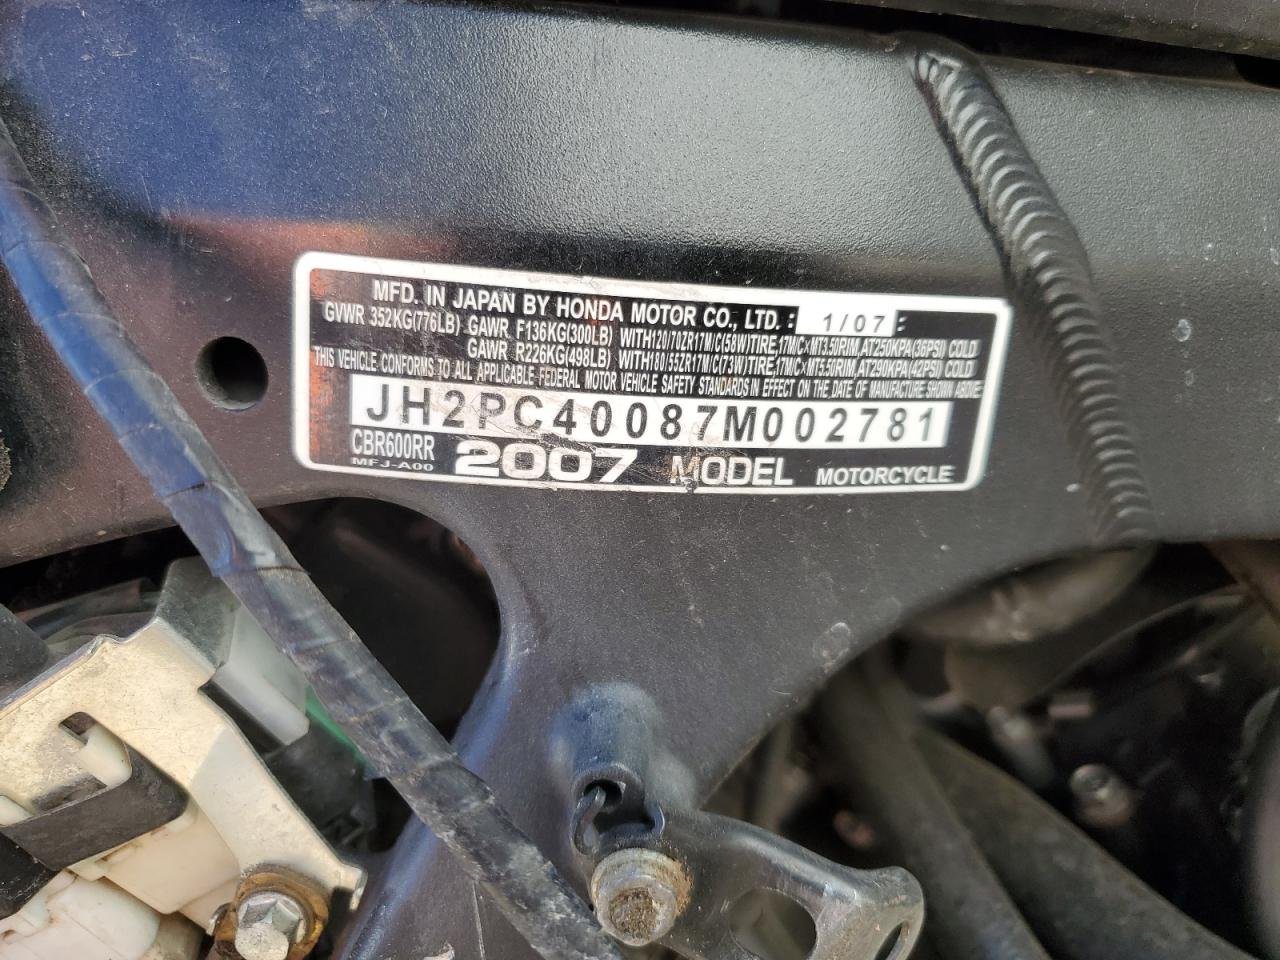 MFD. IN JAPAN BY HONDA MOTOR CO., LTD. : 1/07 :
GVWR 352KG(776LB) GAWR F136KG(300LB) WITH120/70ZR17M/C(58W)TIRE,17M/C×MT3.50RIM,AT250KPA(36PSI) COLD
GAWR R226KG(498LB) WITH180/55ZR17M/C(73W)TIRE,17M/C×MT5.50RIM,AT290KPA(42PSI) COLD
THIS VEHICLE CONFORMS TO ALL APPLICABLE FEDERAL MOTOR VEHICLE SAFETY STANDARDS IN EFFECT ON THE DATE OF MANUFACTURE SHOWN ABOVE
JH2PC40087M002781
CBR600RR
MFJ-A00
2007 MODEL MOTORCYCLE